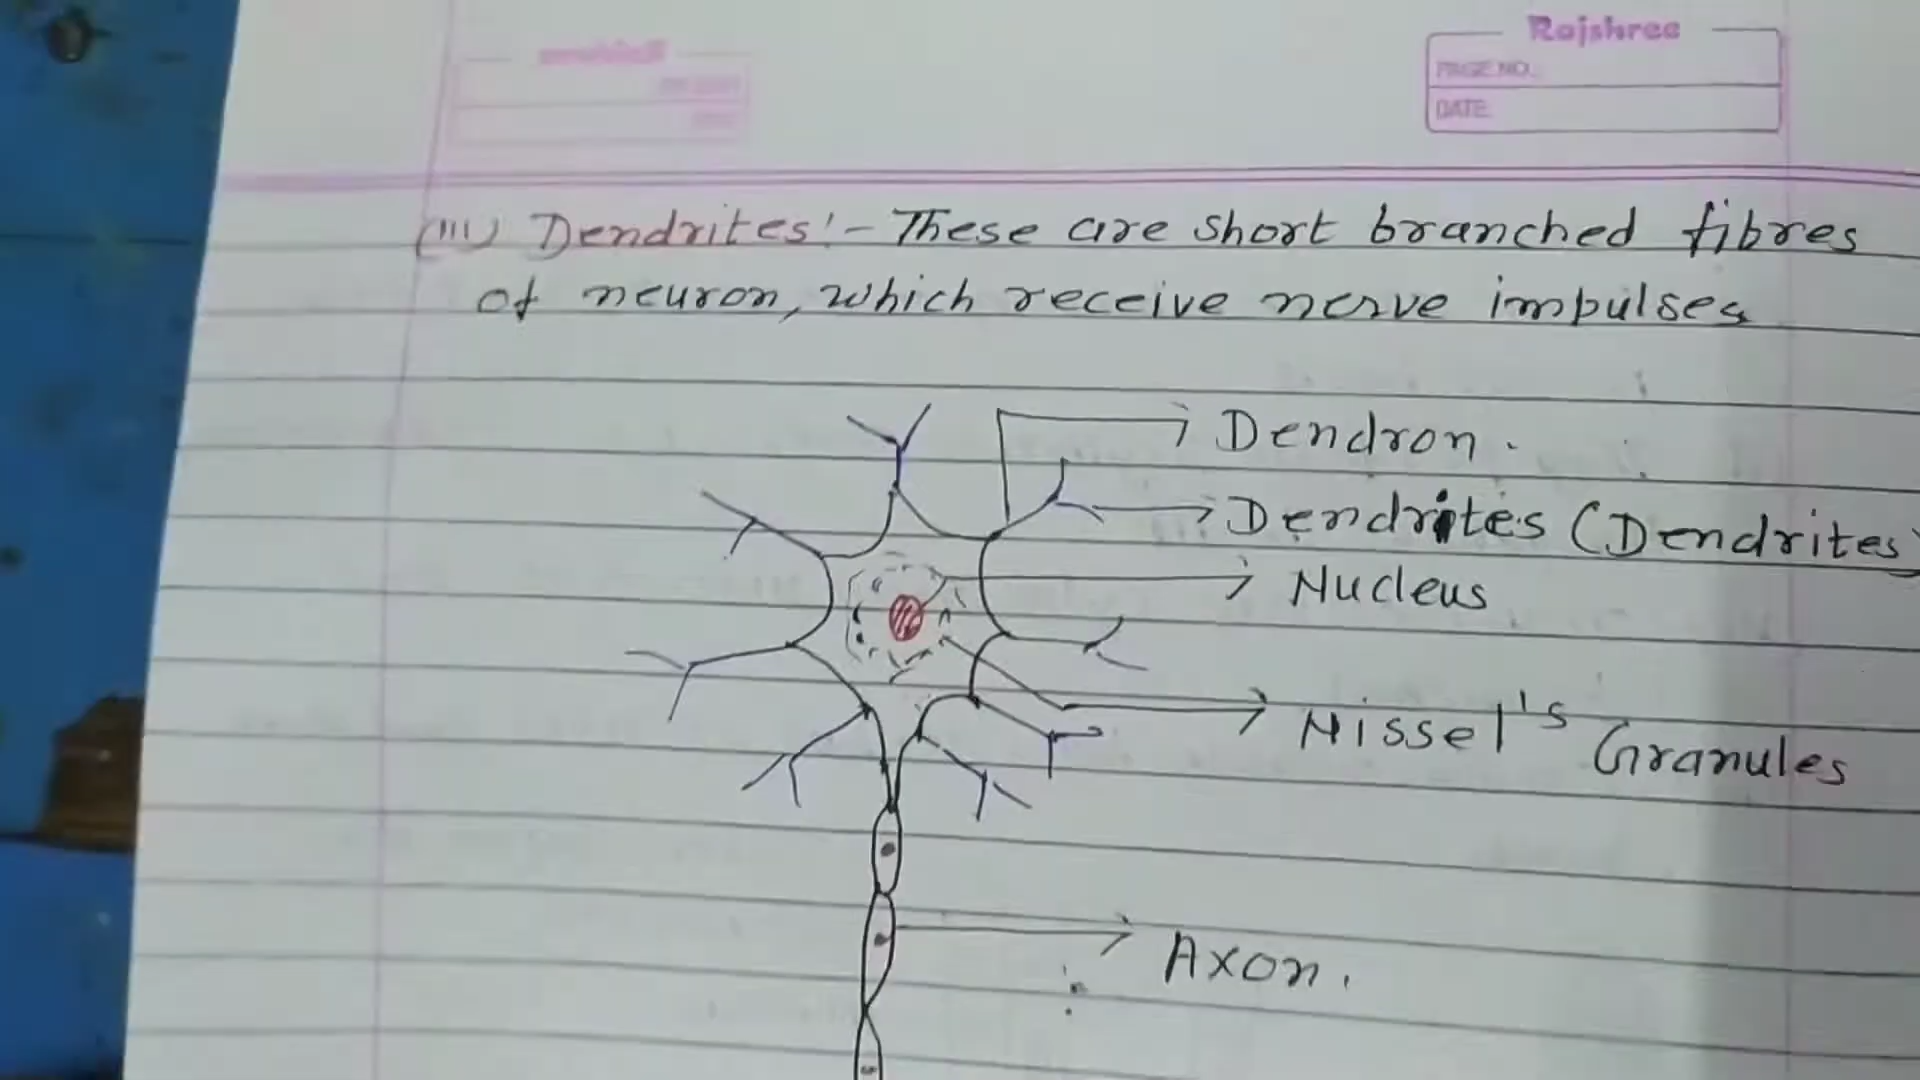 Rajshree
PAGE NO.:
DATE:
(III) Dendrites:- These are short branched fibres
of neuron, which receive nerve impulses
Dendron.
Dendrites (Dendrites)
Nucleus
Nissel's Granules
Axon.